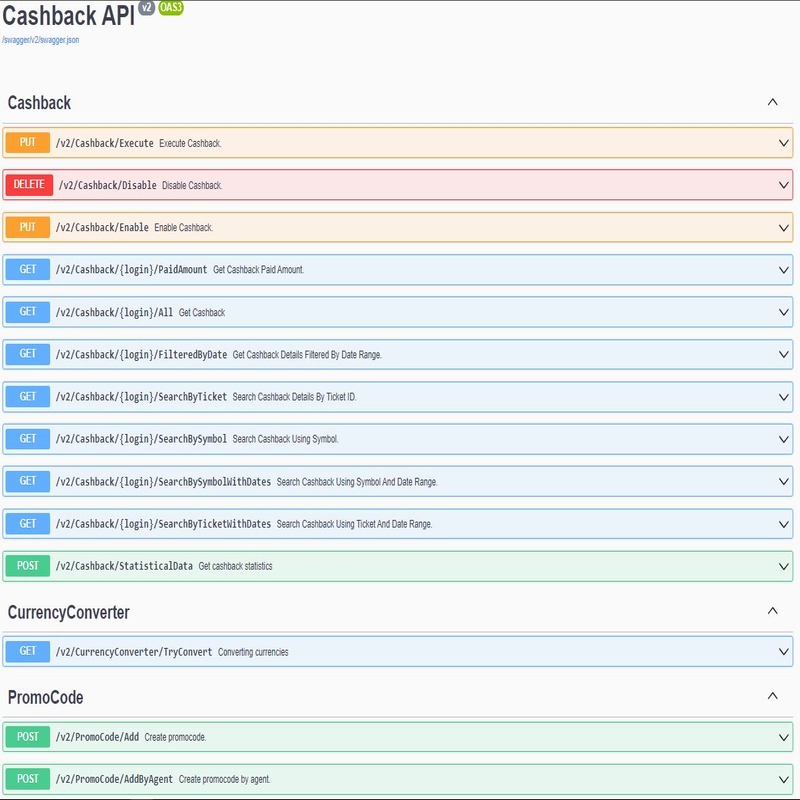 Cashback API v2 OAS3
/swagger/v2/swagger.json
Cashback
PUT /v2/Cashback/Execute Execute Cashback.
DELETE /v2/Cashback/Disable Disable Cashback.
PUT /v2/Cashback/Enable Enable Cashback.
GET /v2/Cashback/{login}/PaidAmount Get Cashback Paid Amount.
GET /v2/Cashback/{login}/All Get Cashback
GET /v2/Cashback/{login}/FilteredByDate Get Cashback Details Filtered By Date Range.
GET /v2/Cashback/{login}/SearchByTicket Search Cashback Details By Ticket ID.
GET /v2/Cashback/{login}/SearchBySymbol Search Cashback Using Symbol.
GET /v2/Cashback/{login}/SearchBySymbolWithDates Search Cashback Using Symbol And Date Range.
GET /v2/Cashback/{login}/SearchByTicketWithDates Search Cashback Using Ticket And Date Range.
POST /v2/Cashback/StatisticalData Get cashback statistics
CurrencyConverter
GET /v2/CurrencyConverter/TryConvert Converting currencies
PromoCode
POST /v2/PromoCode/Add Create promocode.
POST /v2/PromoCode/AddByAgent Create promocode by agent.